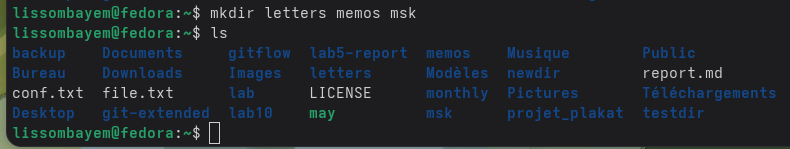 lissombayem@fedora:~$ mkdir letters memos msk
lissombayem@fedora:~$ ls
backup Documents gitflow lab5-report memos Musique Public
Bureau Downloads Images letters Modèles newdir report.md
conf.txt file.txt lab LICENSE monthly Pictures Téléchargements
Desktop git-extended lab10 may msk projet_plakat testdir
lissombayem@fedora:~$